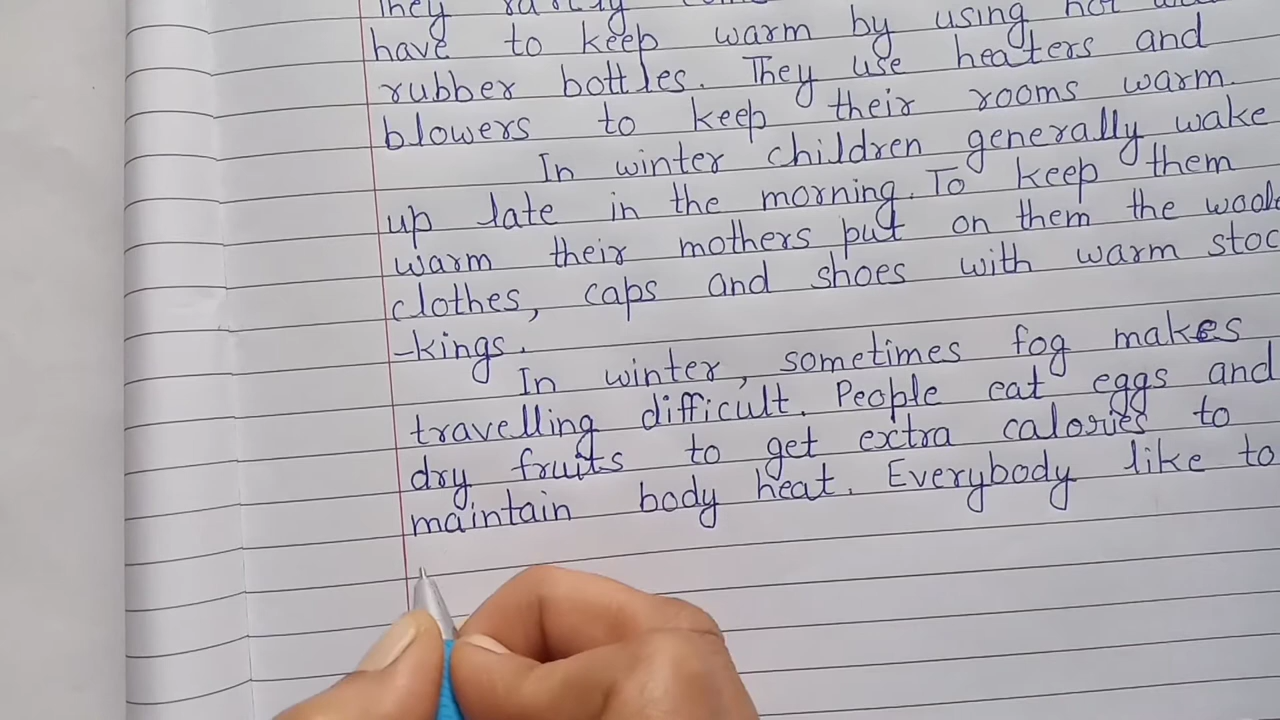 They
have to keep warm by using hot
rubber bottles. They use heaters and
blowers to keep their rooms warm.
In winter children generally wake
up late in the morning. To keep them
warm their mothers put on them the
clothes, caps and shoes with warm stoc
-kings.
In winter, sometimes fog makes
travelling difficult. People eat eggs and
dry fruits to get extra calories to
maintain body heat. Everybody like to